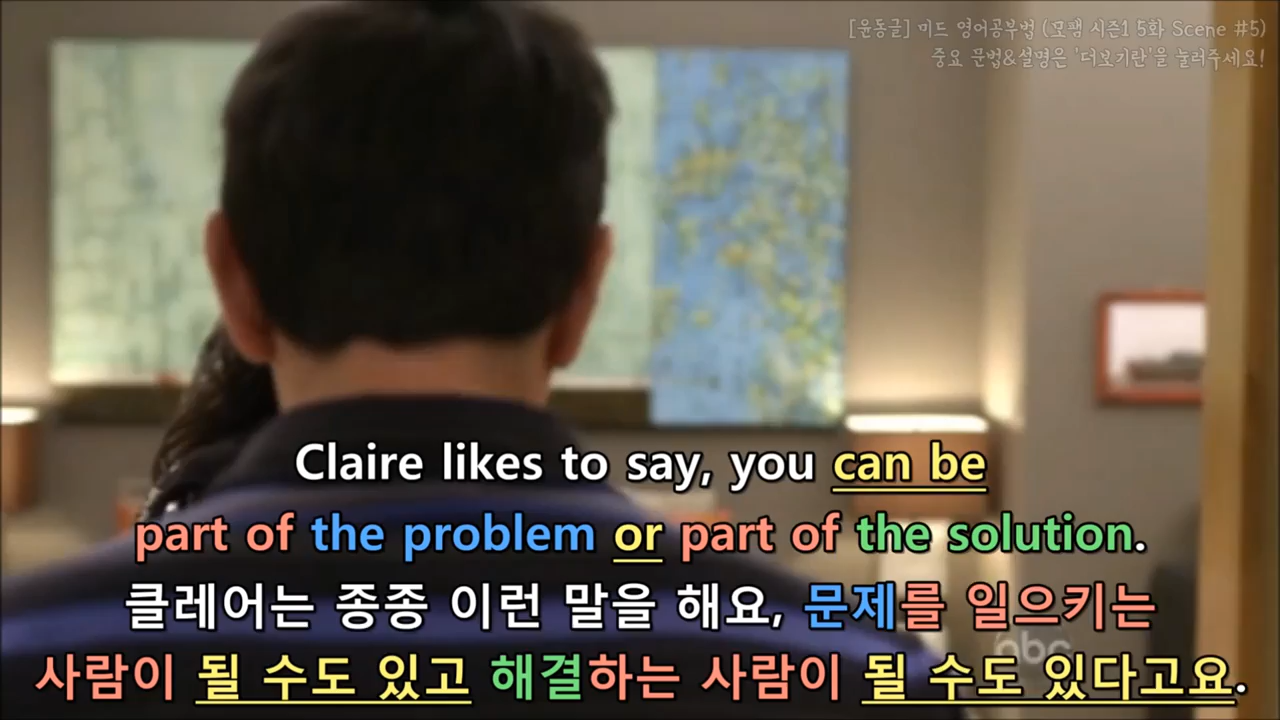 [윤동글] 미드 영어공부법 (모팸 시즌1 5화 Scene #5)
중요 문법&설명은 '더보기란'을 눌러주세요!
Claire likes to say, you can be
part of the problem or part of the solution.
클레어는 종종 이런 말을 해요, 문제를 일으키는
사람이 될 수도 있고 해결하는 사람이 될 수도 있다고요.
abc